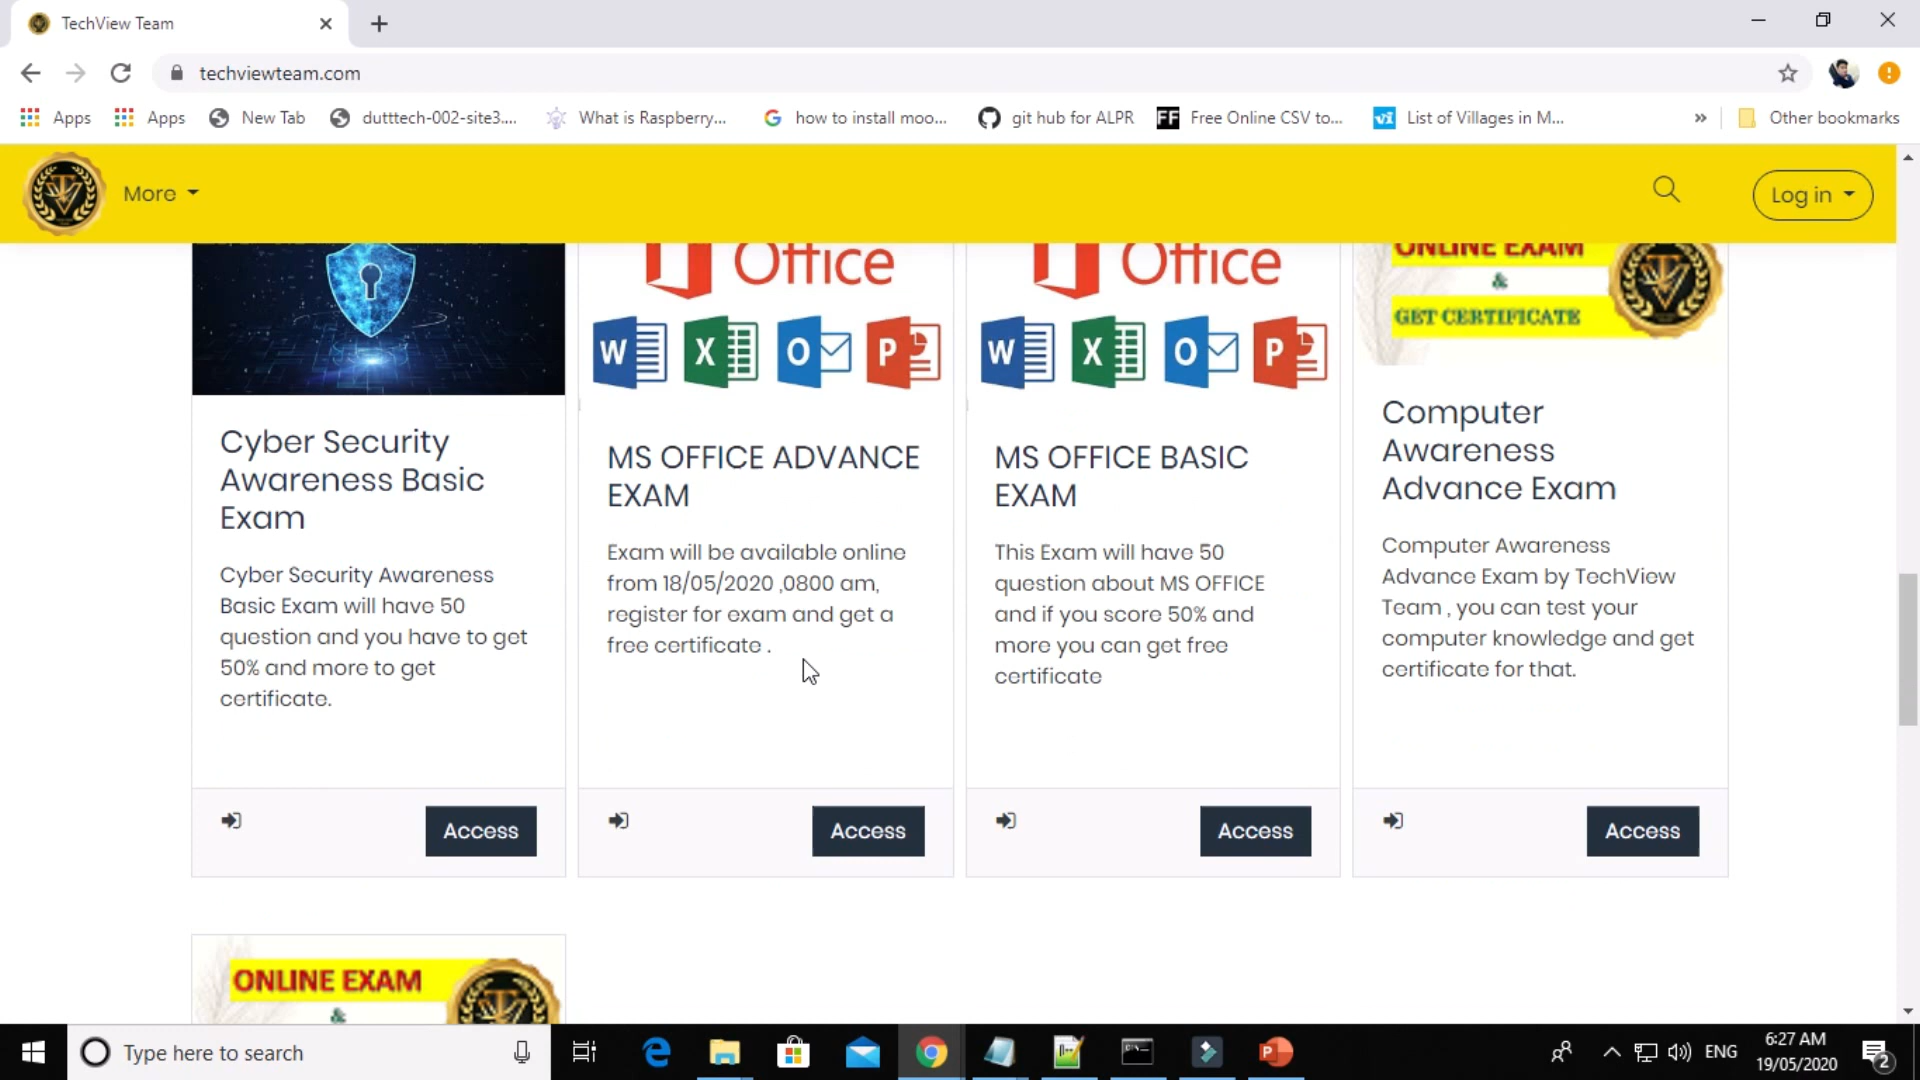 TechView Team
techviewteam.com
Apps
Apps
New Tab
dutttech-002-site3....
What is Raspberry...
how to install moo...
git hub for ALPR
FF
Free Online CSV to...
vi
List of Villages in M...
»
Other bookmarks
More
Log in
Office
Office
ONLINE EXAM
&
GET CERTIFICATE
W X O P
W X O P
Cyber Security
Awareness Basic
Exam
Cyber Security Awareness
Basic Exam will have 50
question and you have to get
50% and more to get
certificate.
Access
MS OFFICE ADVANCE
EXAM
Exam will be available online
from 18/05/2020 ,0800 am,
register for exam and get a
free certificate .
Access
MS OFFICE BASIC
EXAM
This Exam will have 50
question about MS OFFICE
and if you score 50% and
more you can get free
certificate
Access
Computer
Awareness
Advance Exam
Computer Awareness
Advance Exam by TechView
Team , you can test your
computer knowledge and get
certificate for that.
Access
ONLINE EXAM
&
Type here to search
ENG
6:27 AM
19/05/2020
2